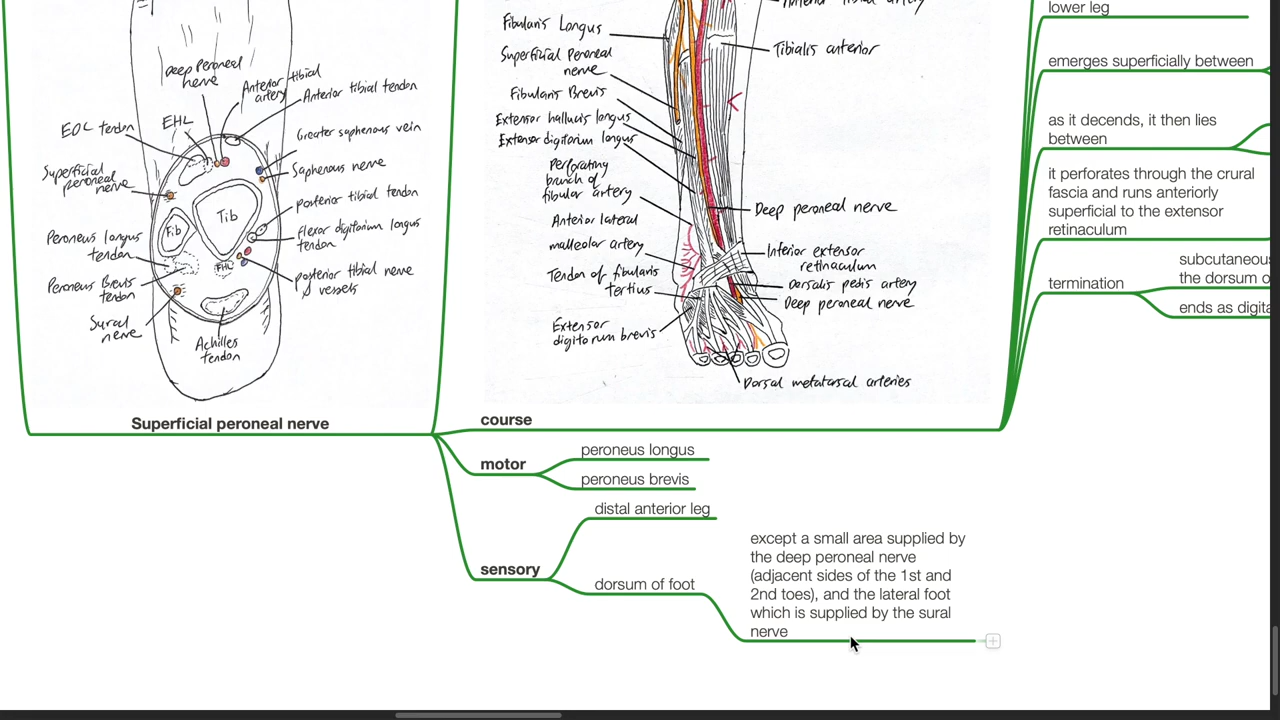 Deep Peroneal
nerve
Anterior tibial
artery
Anterior tibial tendon
EHL
EOL tendon
Greater saphenous vein
Superficial
peroneal
nerve
Saphenous nerve
posterior tibial tendon
Tib
Fib
flexor digitorium longus
tendon
Peroneus longus
tendon
FHL
Peroneus Brevis
tendon
posterior tibial nerve
& vessels
Sural
nerve
Achilles
tendon
Superficial peroneal nerve
Anterior tibial artery
Fibularis Longus
Superficial Peroneal
nerve
Tibialis anterior
Fibularis Brevis
Extensor hallucis longus
Extensor digitorum longus
Perforating
branch of
fibular artery
Deep peroneal nerve
Anterior lateral
malleolar artery
Inferior extensor
retinaculum
Tendon of fibularis
tertius
Dorsalis pedis artery
Deep peroneal nerve
Extensor
digitorum brevis
Dorsal metatarsal arteries
course
motor
peroneus longus
peroneus brevis
sensory
distal anterior leg
dorsum of foot
except a small area supplied by
the deep peroneal nerve
(adjacent sides of the 1st and
2nd toes), and the lateral foot
which is supplied by the sural
nerve
lower leg
emerges superficially between
as it decends, it then lies
between
it perforates through the crural
fascia and runs anteriorly
superficial to the extensor
retinaculum
termination
subcutaneous
the dorsum o
ends as digita